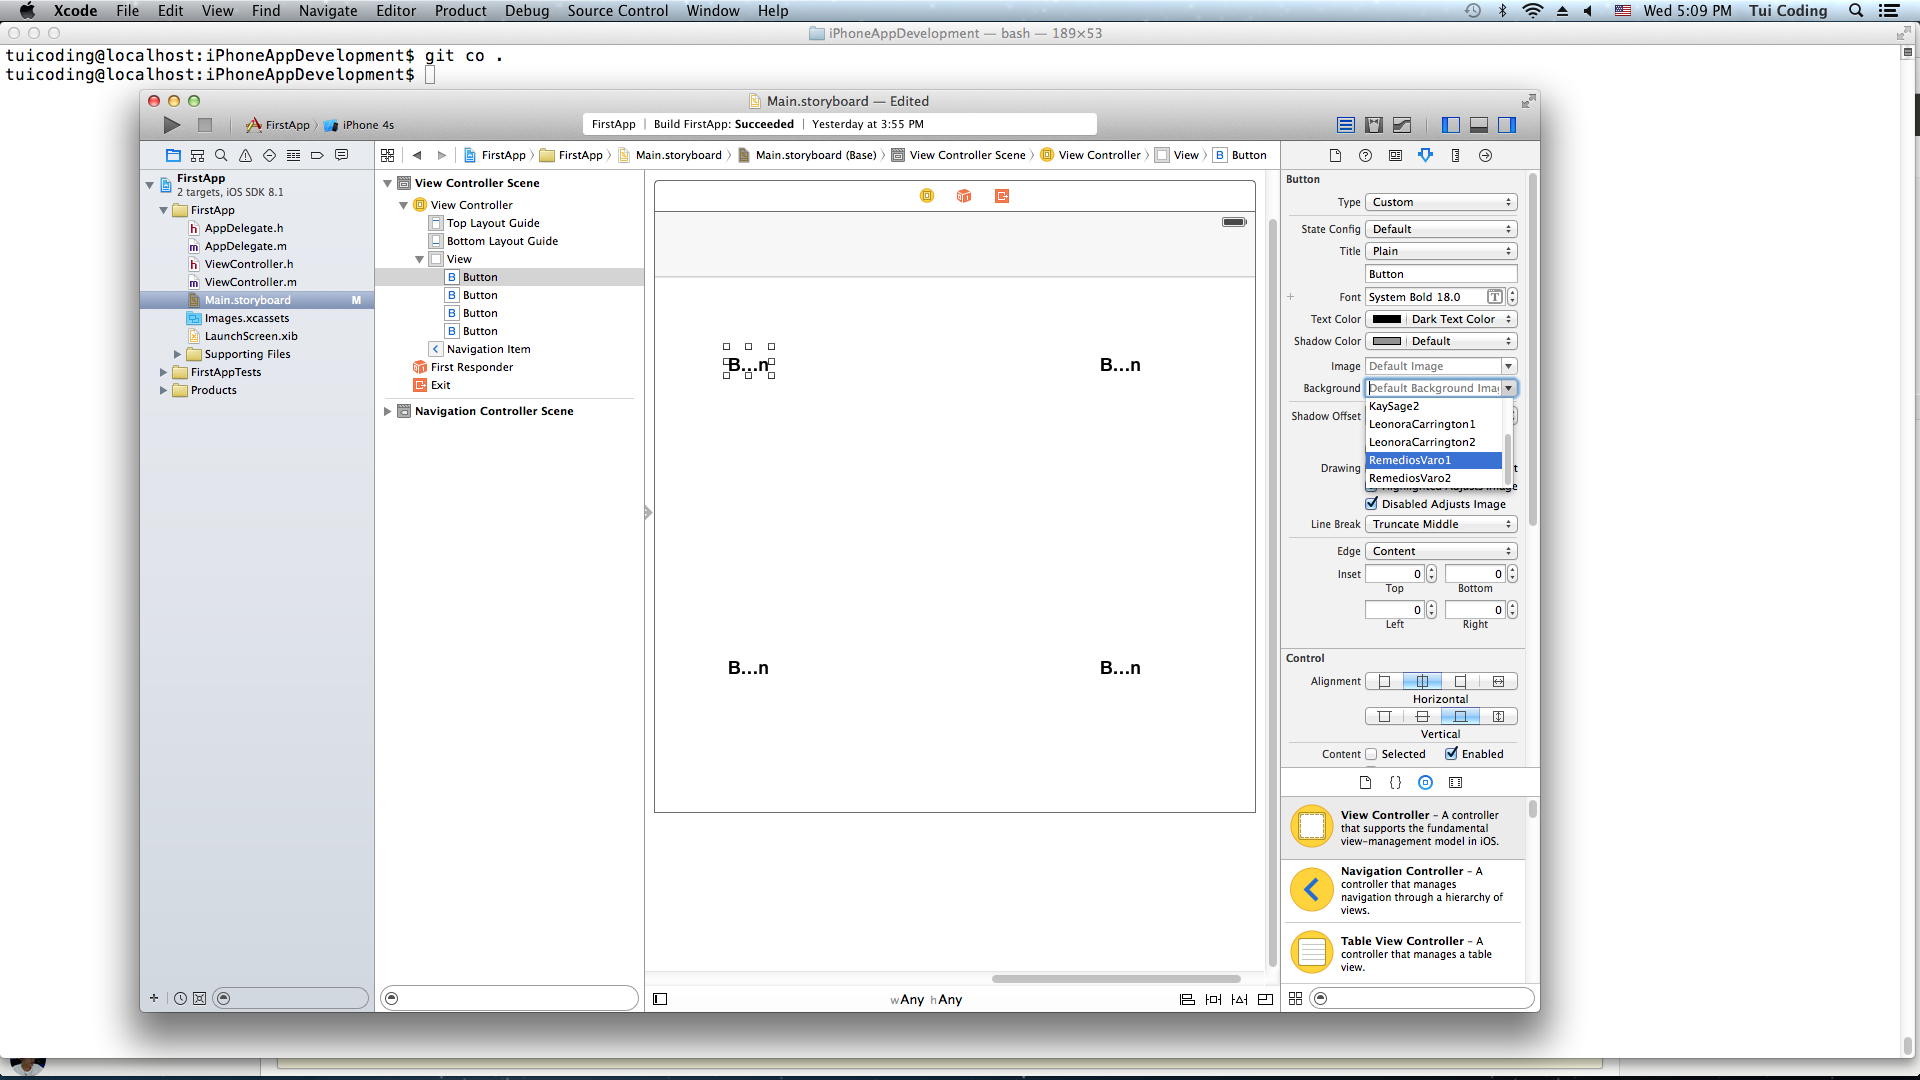 Xcode File Edit View Find Navigate Editor Product Debug Source Control Window Help Wed 5:09 PM Tui Coding
iPhoneAppDevelopment — bash — 189×53
tuicoding@localhost:iPhoneAppDevelopment$ git co .
tuicoding@localhost:iPhoneAppDevelopment$
Main.storyboard — Edited
FirstApp iPhone 4s
FirstApp Build FirstApp: Succeeded Yesterday at 3:55 PM
FirstApp FirstApp Main.storyboard Main.storyboard (Base) View Controller Scene View Controller View B Button
FirstApp
2 targets, iOS SDK 8.1
FirstApp
h AppDelegate.h
m AppDelegate.m
h ViewController.h
m ViewController.m
Main.storyboard M
Images.xcassets
LaunchScreen.xib
Supporting Files
FirstAppTests
Products
View Controller Scene
View Controller
Top Layout Guide
Bottom Layout Guide
View
B Button
B Button
B Button
B Button
Navigation Item
First Responder
Exit
Navigation Controller Scene
B...n
B...n
B...n
B...n
wAny hAny
Button
Type Custom
State Config Default
Title Plain
Button
+ Font System Bold 18.0 T
Text Color Dark Text Color
Shadow Color Default
Image Default Image
Background Default Background Imag
KaySage2
Shadow Offset
LeonoraCarrington1
LeonoraCarrington2
RemediosVaro1
Drawing
RemediosVaro2
Disabled Adjusts Image
Line Break Truncate Middle
Edge Content
Inset 0 0
Top Bottom
0 0
Left Right
Control
Alignment
Horizontal
Vertical
Content Selected Enabled
{}
View Controller – A controller
that supports the fundamental
view-management model in iOS.
Navigation Controller – A
controller that manages
navigation through a hierarchy of
views.
Table View Controller – A
controller that manages a table
view.